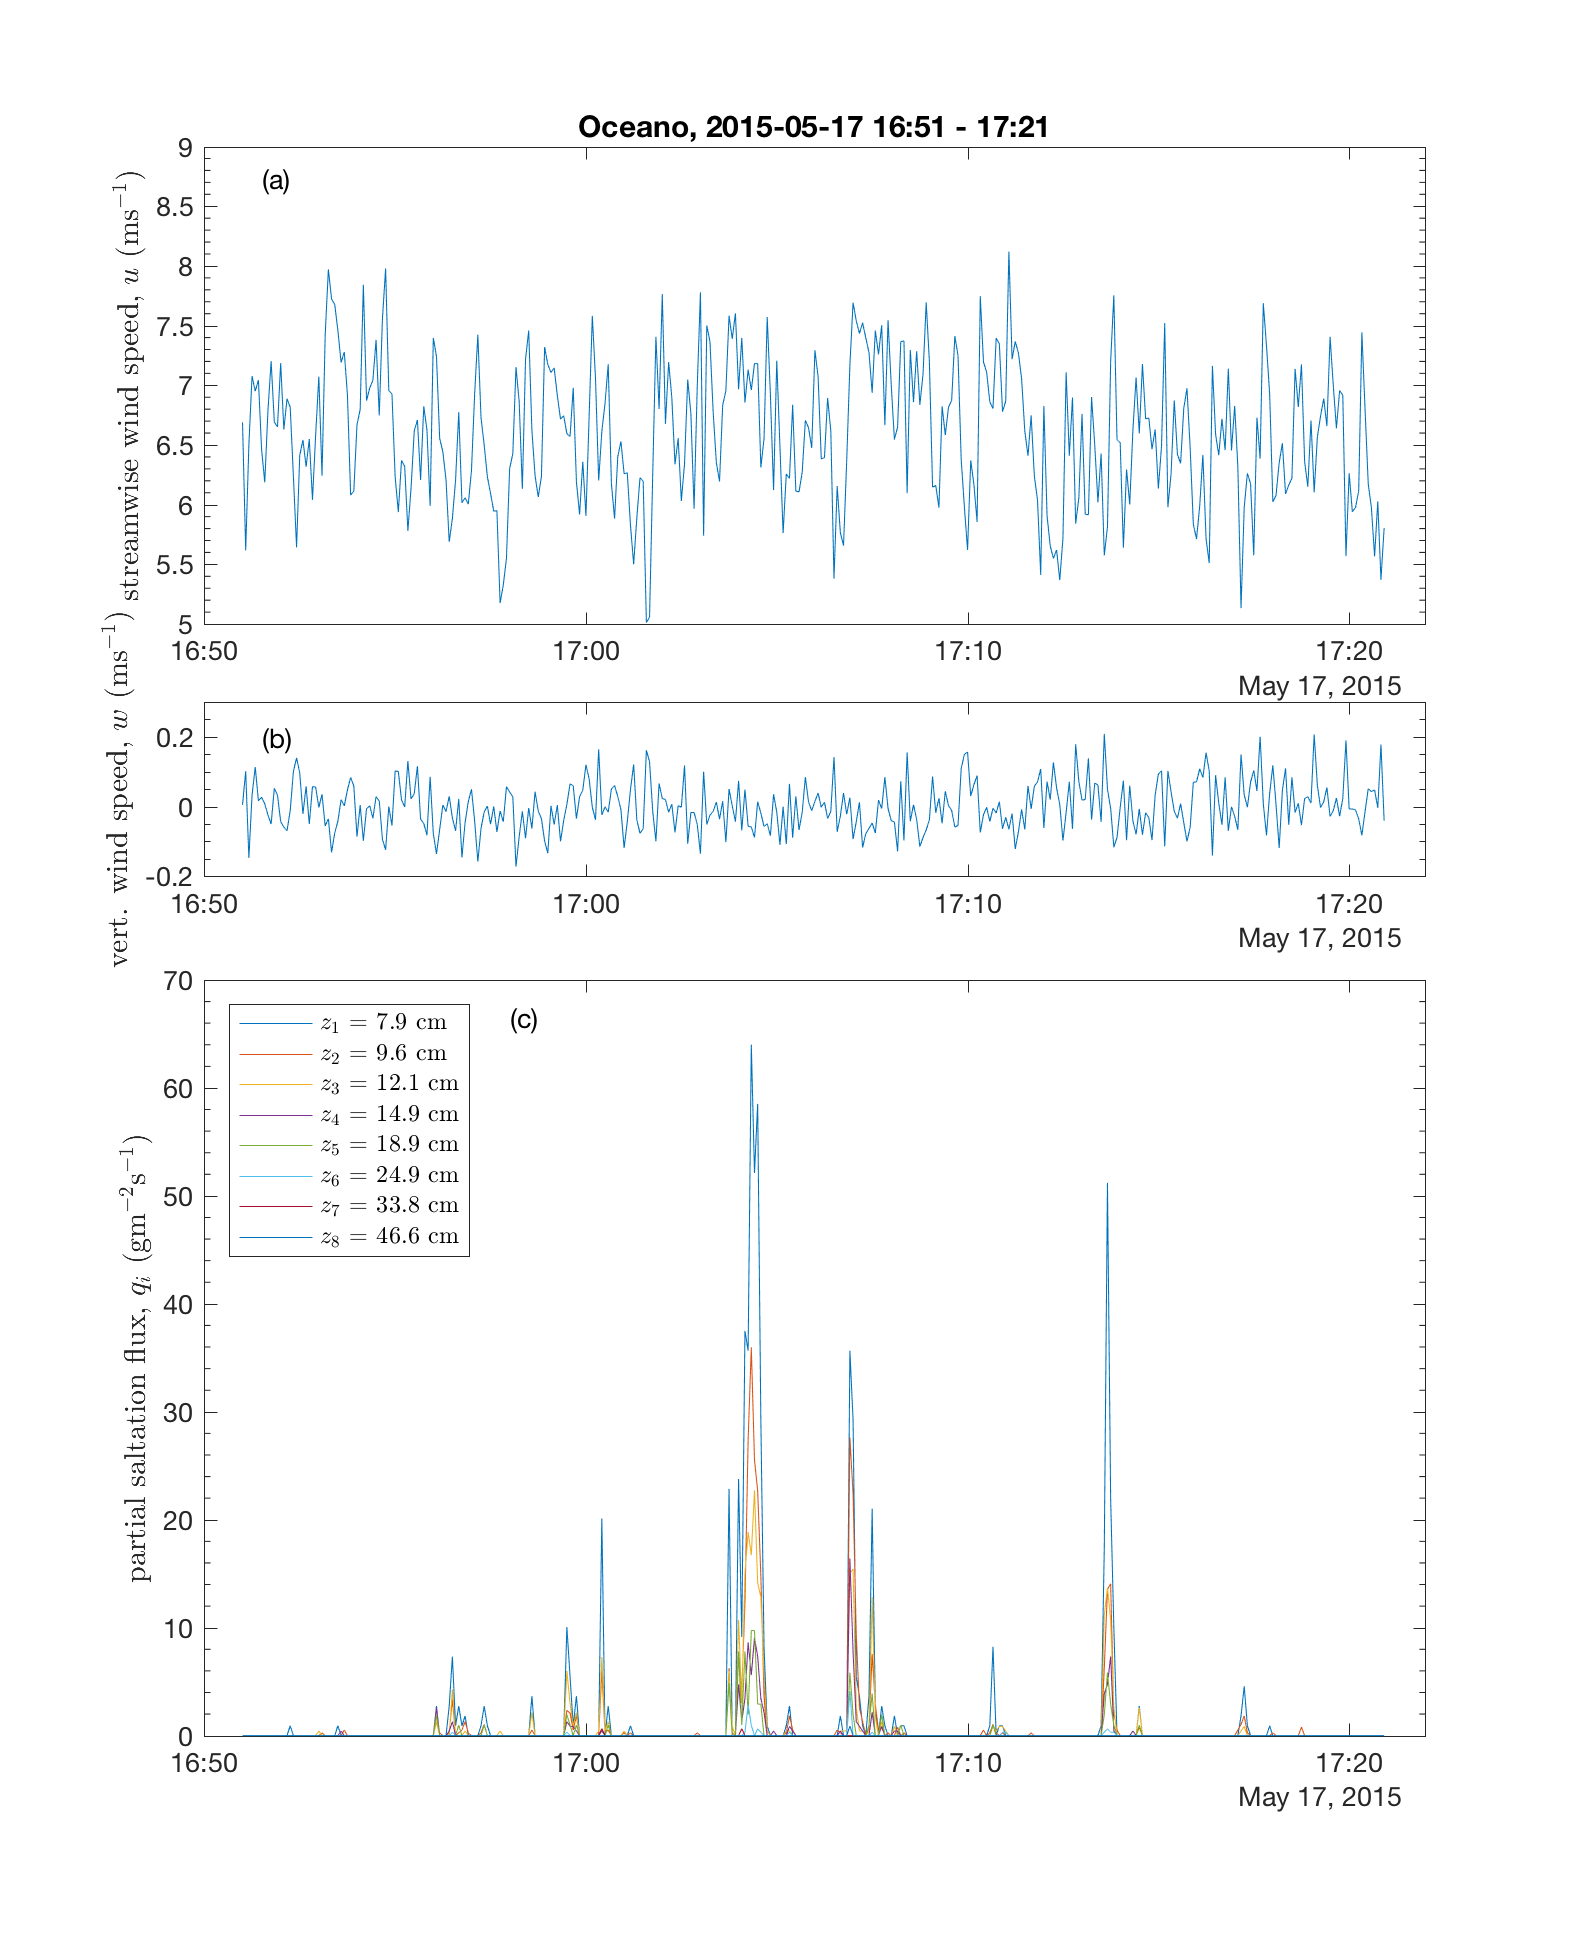 Oceano, 2015-05-17 16:51 - 17:21
(a)
streamwise wind speed, u (ms⁻¹)
9
8.5
8
7.5
7
6.5
6
5.5
5
16:50 17:00 17:10 17:20
May 17, 2015
(b)
vert. wind speed, w (ms⁻¹)
0.2
0
-0.2
16:50 17:00 17:10 17:20
May 17, 2015
(c)
partial saltation flux, qᵢ (gm⁻²s⁻¹)
70
60
50
40
30
20
10
0
z₁ = 7.9 cm
z₂ = 9.6 cm
z₃ = 12.1 cm
z₄ = 14.9 cm
z₅ = 18.9 cm
z₆ = 24.9 cm
z₇ = 33.8 cm
z₈ = 46.6 cm
16:50 17:00 17:10 17:20
May 17, 2015